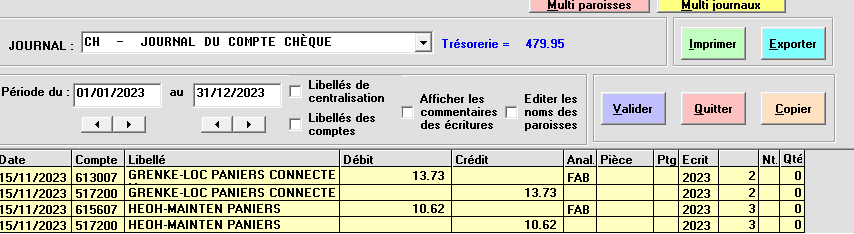 Multi paroisses Multi journaux
JOURNAL : CH - JOURNAL DU COMPTE CHÈQUE Trésorerie = 479.95 Imprimer Exporter
Période du : 01/01/2023 au 31/12/2023
Libellés de centralisation
Libellés des comptes
Afficher les commentaires des écritures
Editer les noms des paroisses
Valider Quitter Copier
Date Compte Libellé Débit Crédit Anal. Pièce Ptg Ecrit Nt. Qté
15/11/2023 613007 GRENKE-LOC PANIERS CONNECTE 13.73 FAB 2023 2 0
15/11/2023 517200 GRENKE-LOC PANIERS CONNECTE 13.73 2023 2 0
15/11/2023 615607 HEOH-MAINTEN PANIERS 10.62 FAB 2023 3 0
15/11/2023 517200 HEOH-MAINTEN PANIERS 10.62 2023 3 0